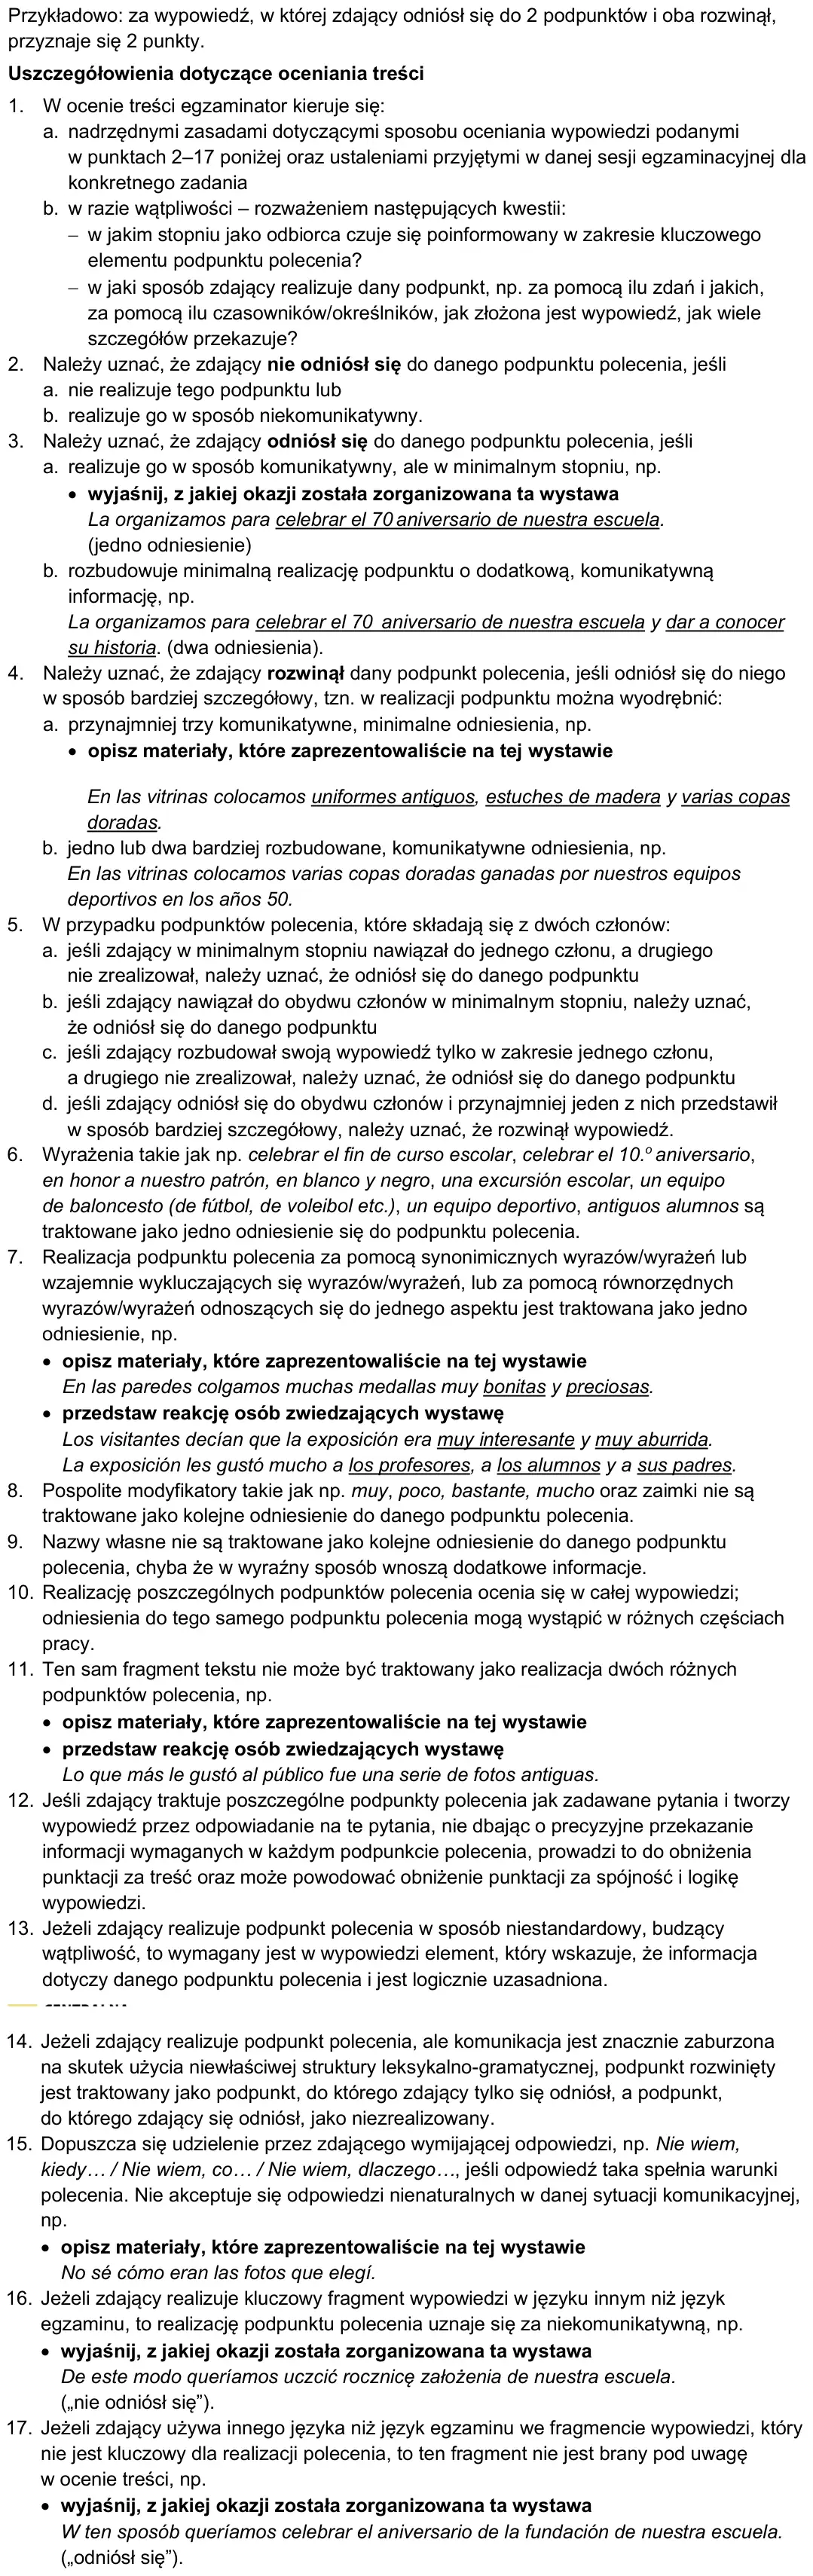 Przykładowo: za wypowiedź, w której zdający odniósł się do 2 podpunktów i oba rozwinął,
przyznaje się 2 punkty.
Uszczegółowienia dotyczące oceniania treści
1. W ocenie treści egzaminator kieruje się:
a. nadrzędnymi zasadami dotyczącymi sposobu oceniania wypowiedzi podanymi
w punktach 2–17 poniżej oraz ustaleniami przyjętymi w danej sesji egzaminacyjnej dla
konkretnego zadania
b. w razie wątpliwości – rozważeniem następujących kwestii:
– w jakim stopniu jako odbiorca czuje się poinformowany w zakresie kluczowego
elementu podpunktu polecenia?
– w jaki sposób zdający realizuje dany podpunkt, np. za pomocą ilu zdań i jakich,
za pomocą ilu czasowników/określników, jak złożona jest wypowiedź, jak wiele
szczegółów przekazuje?
2. Należy uznać, że zdający nie odniósł się do danego podpunktu polecenia, jeśli
a. nie realizuje tego podpunktu lub
b. realizuje go w sposób niekomunikatywny.
3. Należy uznać, że zdający odniósł się do danego podpunktu polecenia, jeśli
a. realizuje go w sposób komunikatywny, ale w minimalnym stopniu, np.
• wyjaśnij, z jakiej okazji została zorganizowana ta wystawa
La organizamos para celebrar el 70 aniversario de nuestra escuela.
(jedno odniesienie)
b. rozbudowuje minimalną realizację podpunktu o dodatkową, komunikatywną
informację, np.
La organizamos para celebrar el 70 aniversario de nuestra escuela y dar a conocer
su historia. (dwa odniesienia).
4. Należy uznać, że zdający rozwinął dany podpunkt polecenia, jeśli odniósł się do niego
w sposób bardziej szczegółowy, tzn. w realizacji podpunktu można wyodrębnić:
a. przynajmniej trzy komunikatywne, minimalne odniesienia, np.
• opisz materiały, które zaprezentowaliście na tej wystawie
En las vitrinas colocamos uniformes antiguos, estuches de madera y varias copas
doradas.
b. jedno lub dwa bardziej rozbudowane, komunikatywne odniesienia, np.
En las vitrinas colocamos varias copas doradas ganadas por nuestros equipos
deportivos en los años 50.
5. W przypadku podpunktów polecenia, które składają się z dwóch członów:
a. jeśli zdający w minimalnym stopniu nawiązał do jednego członu, a drugiego
nie zrealizował, należy uznać, że odniósł się do danego podpunktu
b. jeśli zdający nawiązał do obydwu członów w minimalnym stopniu, należy uznać,
że odniósł się do danego podpunktu
c. jeśli zdający rozbudował swoją wypowiedź tylko w zakresie jednego członu,
a drugiego nie zrealizował, należy uznać, że odniósł się do danego podpunktu
d. jeśli zdający odniósł się do obydwu członów i przynajmniej jeden z nich przedstawił
w sposób bardziej szczegółowy, należy uznać, że rozwinął wypowiedź.
6. Wyrażenia takie jak np. celebrar el fin de curso escolar, celebrar el 10.º aniversario,
en honor a nuestro patrón, en blanco y negro, una excursión escolar, un equipo
de baloncesto (de fútbol, de voleibol etc.), un equipo deportivo, antiguos alumnos są
traktowane jako jedno odniesienie się do podpunktu polecenia.
7. Realizacja podpunktu polecenia za pomocą synonimicznych wyrazów/wyrażeń lub
wzajemnie wykluczających się wyrazów/wyrażeń, lub za pomocą równorzędnych
wyrazów/wyrażeń odnoszących się do jednego aspektu jest traktowana jako jedno
odniesienie, np.
• opisz materiały, które zaprezentowaliście na tej wystawie
En las paredes colgamos muchas medallas muy bonitas y preciosas.
• przedstaw reakcję osób zwiedzających wystawę
Los visitantes decían que la exposición era muy interesante y muy aburrida.
La exposición les gustó mucho a los profesores, a los alumnos y a sus padres.
8. Pospolite modyfikatory takie jak np. muy, poco, bastante, mucho oraz zaimki nie są
traktowane jako kolejne odniesienie do danego podpunktu polecenia.
9. Nazwy własne nie są traktowane jako kolejne odniesienie do danego podpunktu
polecenia, chyba że w wyraźny sposób wnoszą dodatkowe informacje.
10. Realizację poszczególnych podpunktów polecenia ocenia się w całej wypowiedzi;
odniesienia do tego samego podpunktu polecenia mogą wystąpić w różnych częściach
pracy.
11. Ten sam fragment tekstu nie może być traktowany jako realizacja dwóch różnych
podpunktów polecenia, np.
• opisz materiały, które zaprezentowaliście na tej wystawie
• przedstaw reakcję osób zwiedzających wystawę
Lo que más le gustó al público fue una serie de fotos antiguas.
12. Jeśli zdający traktuje poszczególne podpunkty polecenia jak zadawane pytania i tworzy
wypowiedź przez odpowiadanie na te pytania, nie dbając o precyzyjne przekazanie
informacji wymaganych w każdym podpunkcie polecenia, prowadzi to do obniżenia
punktacji za treść oraz może powodować obniżenie punktacji za spójność i logikę
wypowiedzi.
13. Jeżeli zdający realizuje podpunkt polecenia w sposób niestandardowy, budzący
wątpliwość, to wymagany jest w wypowiedzi element, który wskazuje, że informacja
dotyczy danego podpunktu polecenia i jest logicznie uzasadniona.
14. Jeżeli zdający realizuje podpunkt polecenia, ale komunikacja jest znacznie zaburzona
na skutek użycia niewłaściwej struktury leksykalno-gramatycznej, podpunkt rozwinięty
jest traktowany jako podpunkt, do którego zdający tylko się odniósł, a podpunkt,
do którego zdający się odniósł, jako niezrealizowany.
15. Dopuszcza się udzielenie przez zdającego wymijającej odpowiedzi, np. Nie wiem,
kiedy… / Nie wiem, co… / Nie wiem, dlaczego…, jeśli odpowiedź taka spełnia warunki
polecenia. Nie akceptuje się odpowiedzi nienaturalnych w danej sytuacji komunikacyjnej,
np.
• opisz materiały, które zaprezentowaliście na tej wystawie
No sé cómo eran las fotos que elegí.
16. Jeżeli zdający realizuje kluczowy fragment wypowiedzi w języku innym niż język
egzaminu, to realizację podpunktu polecenia uznaje się za niekomunikatywną, np.
• wyjaśnij, z jakiej okazji została zorganizowana ta wystawa
De este modo queríamos uczcić rocznicę założenia de nuestra escuela.
(„nie odniósł się”).
17. Jeżeli zdający używa innego języka niż język egzaminu we fragmencie wypowiedzi, który
nie jest kluczowy dla realizacji polecenia, to ten fragment nie jest brany pod uwagę
w ocenie treści, np.
• wyjaśnij, z jakiej okazji została zorganizowana ta wystawa
W ten sposób queríamos celebrar el aniversario de la fundación de nuestra escuela.
(„odniósł się”).